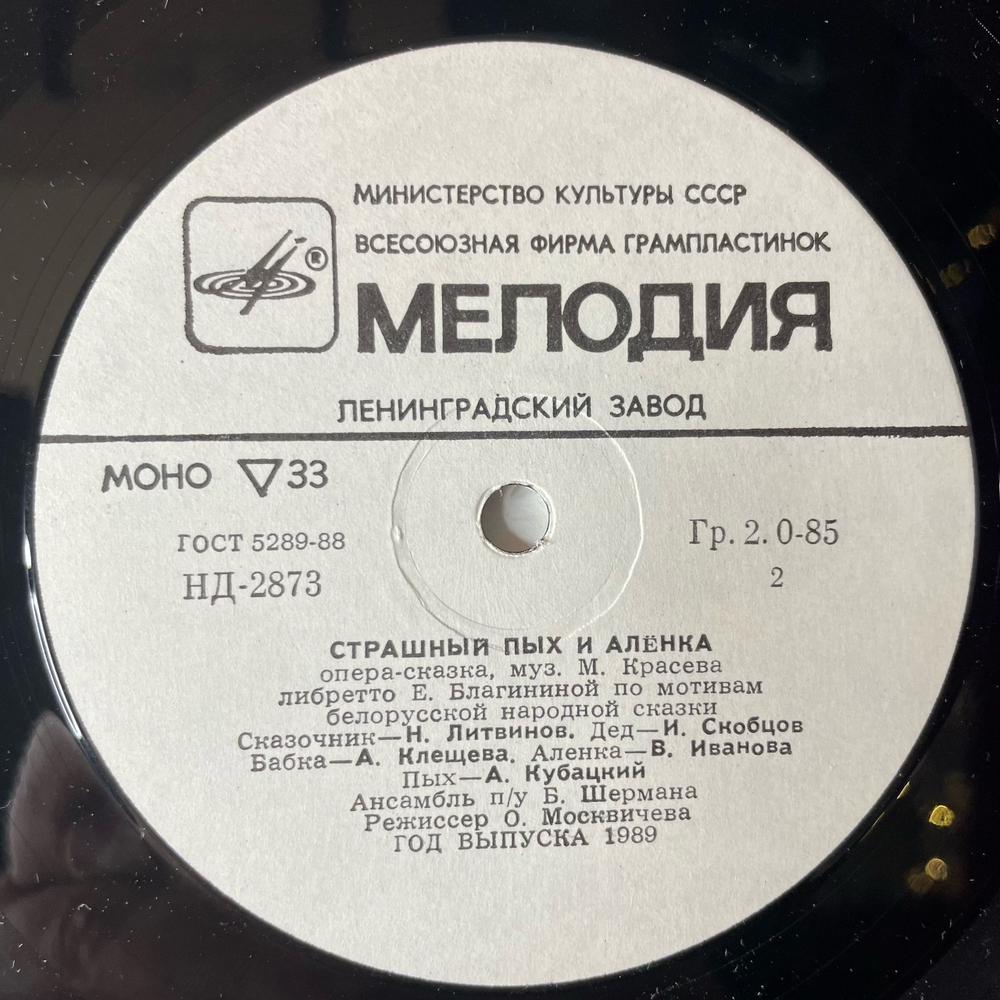 МИНИСТЕРСТВО КУЛЬТУРЫ СССР
ВСЕСОЮЗНАЯ ФИРМА ГРАМПЛАСТИНОК
®
МЕЛОДИЯ
ЛЕНИНГРАДСКИЙ ЗАВОД
МОНО ▽ 33
ГОСТ 5289-88
НД-2873
Гр. 2. 0-85
2
СТРАШНЫЙ ПЫХ И АЛЁНКА
опера-сказка, муз. М. Красева
либретто Е. Благининой по мотивам
белорусской народной сказки
Сказочник—Н. Литвинов. Дед—И. Скобцов
Бабка—А. Клещева. Аленка—В. Иванова
Пых—А. Кубацкий
Ансамбль п/у Б. Шермана
Режиссер О. Москвичева
ГОД ВЫПУСКА 1989